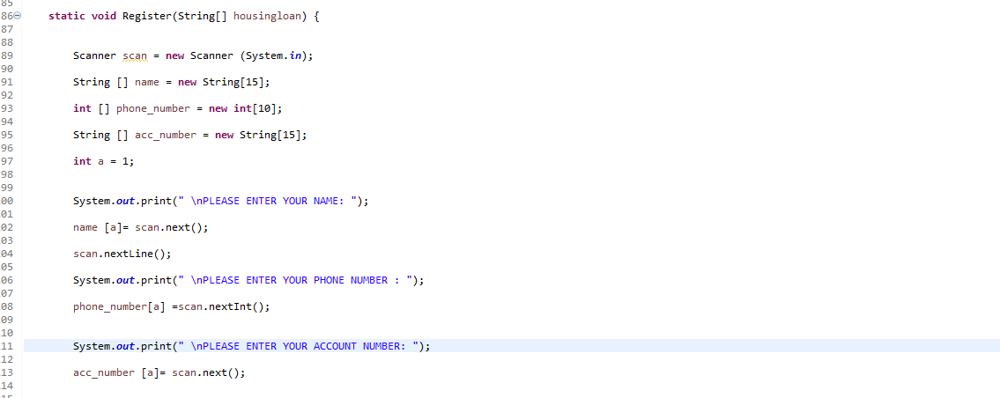 85
86 static void Register(String[] housingloan) {
87
88
89 Scanner scan = new Scanner (System.in);
90
91 String [] name = new String[15];
92
93 int [] phone_number = new int[10];
94
95 String [] acc_number = new String[15];
96
97 int a = 1;
98
99
00 System.out.print(" \nPLEASE ENTER YOUR NAME: ");
01
02 name [a]= scan.next();
03
04 scan.nextLine();
05
06 System.out.print(" \nPLEASE ENTER YOUR PHONE NUMBER : ");
07
08 phone_number[a] =scan.nextInt();
09
10
11 System.out.print(" \nPLEASE ENTER YOUR ACCOUNT NUMBER: ");
12
13 acc_number [a]= scan.next();
14